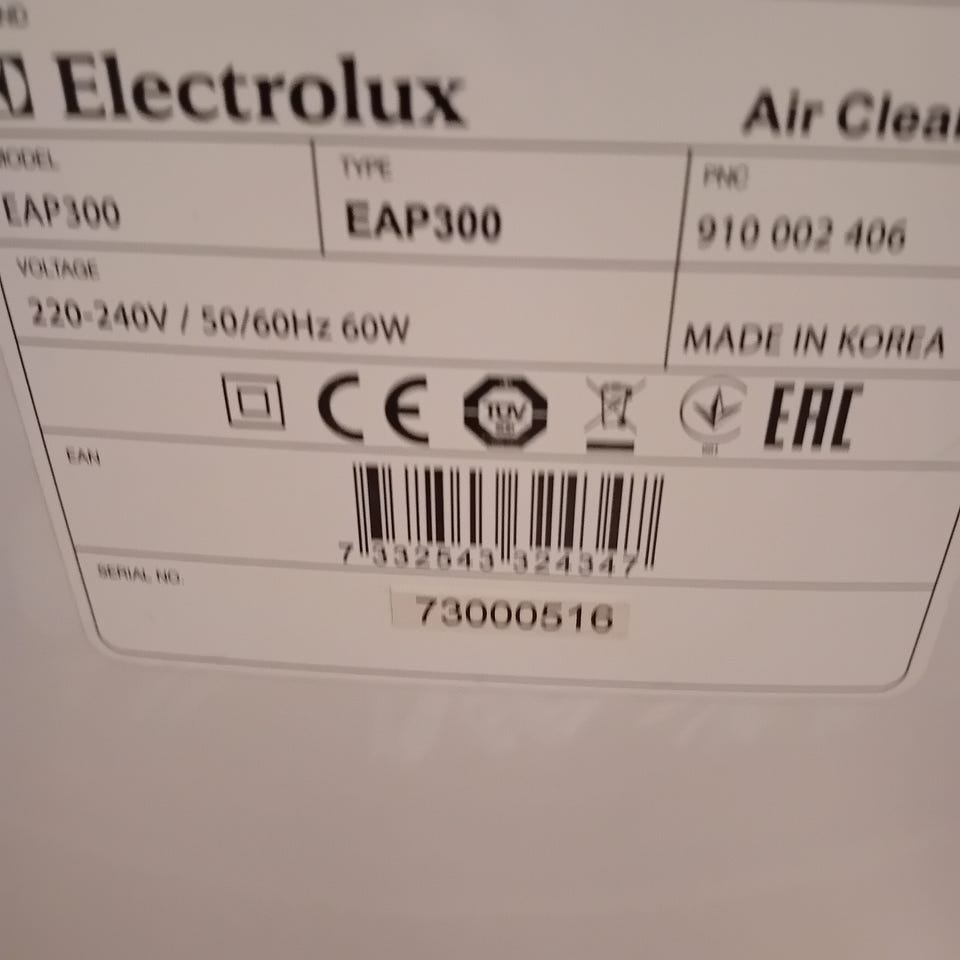 Electrolux
Air Clea
MODEL
TYPE
PNC
EAP300
EAP300
910 002 406
VOLTAGE
220-240V / 50/60Hz 60W
MADE IN KOREA
CE
TÜV
EAC
EAN
7 332543 324347
SERIAL NO.
73000516